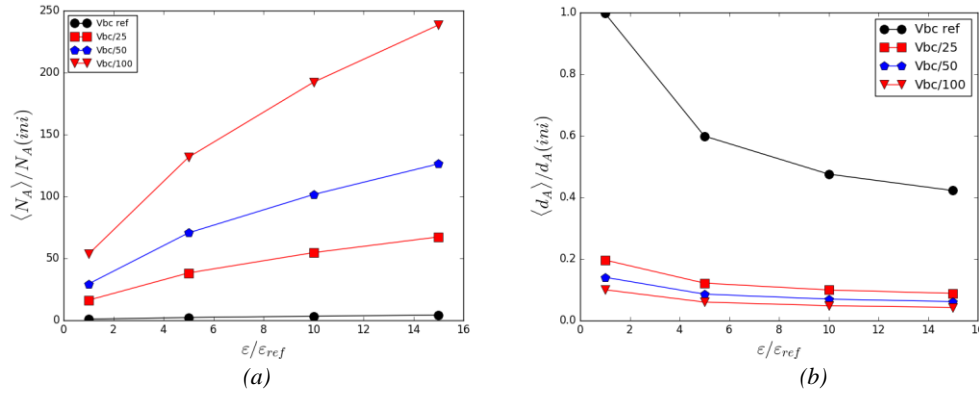 250
200
150
100
50
0
⟨N_A⟩/N_A(ini)
Vbc ref
Vbc/25
Vbc/50
Vbc/100
0 2 4 6 8 10 12 14 16
ε/ε_ref
(a)
1.0
0.8
0.6
0.4
0.2
0.0
⟨d_A⟩/d_A(ini)
Vbc ref
Vbc/25
Vbc/50
Vbc/100
0 2 4 6 8 10 12 14 16
ε/ε_ref
(b)